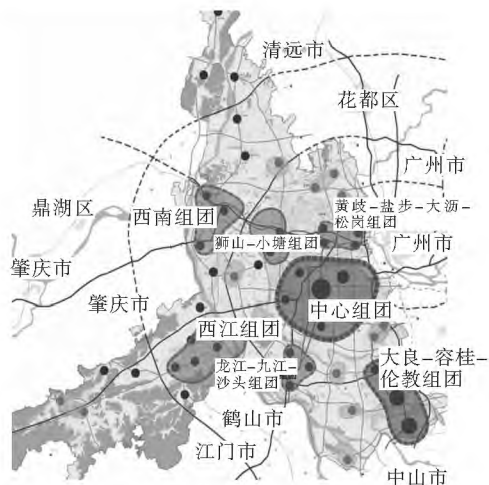 清远市
花都区
广州市
鼎湖区
西南组团
黄歧-盐步-大沥-
松岗组团
狮山-小塘组团
广州市
肇庆市
肇庆市
中心组团
西江组团
大良-容桂-
伦教组团
龙江-九江-
沙头组团
鹤山市
江门市
中山市